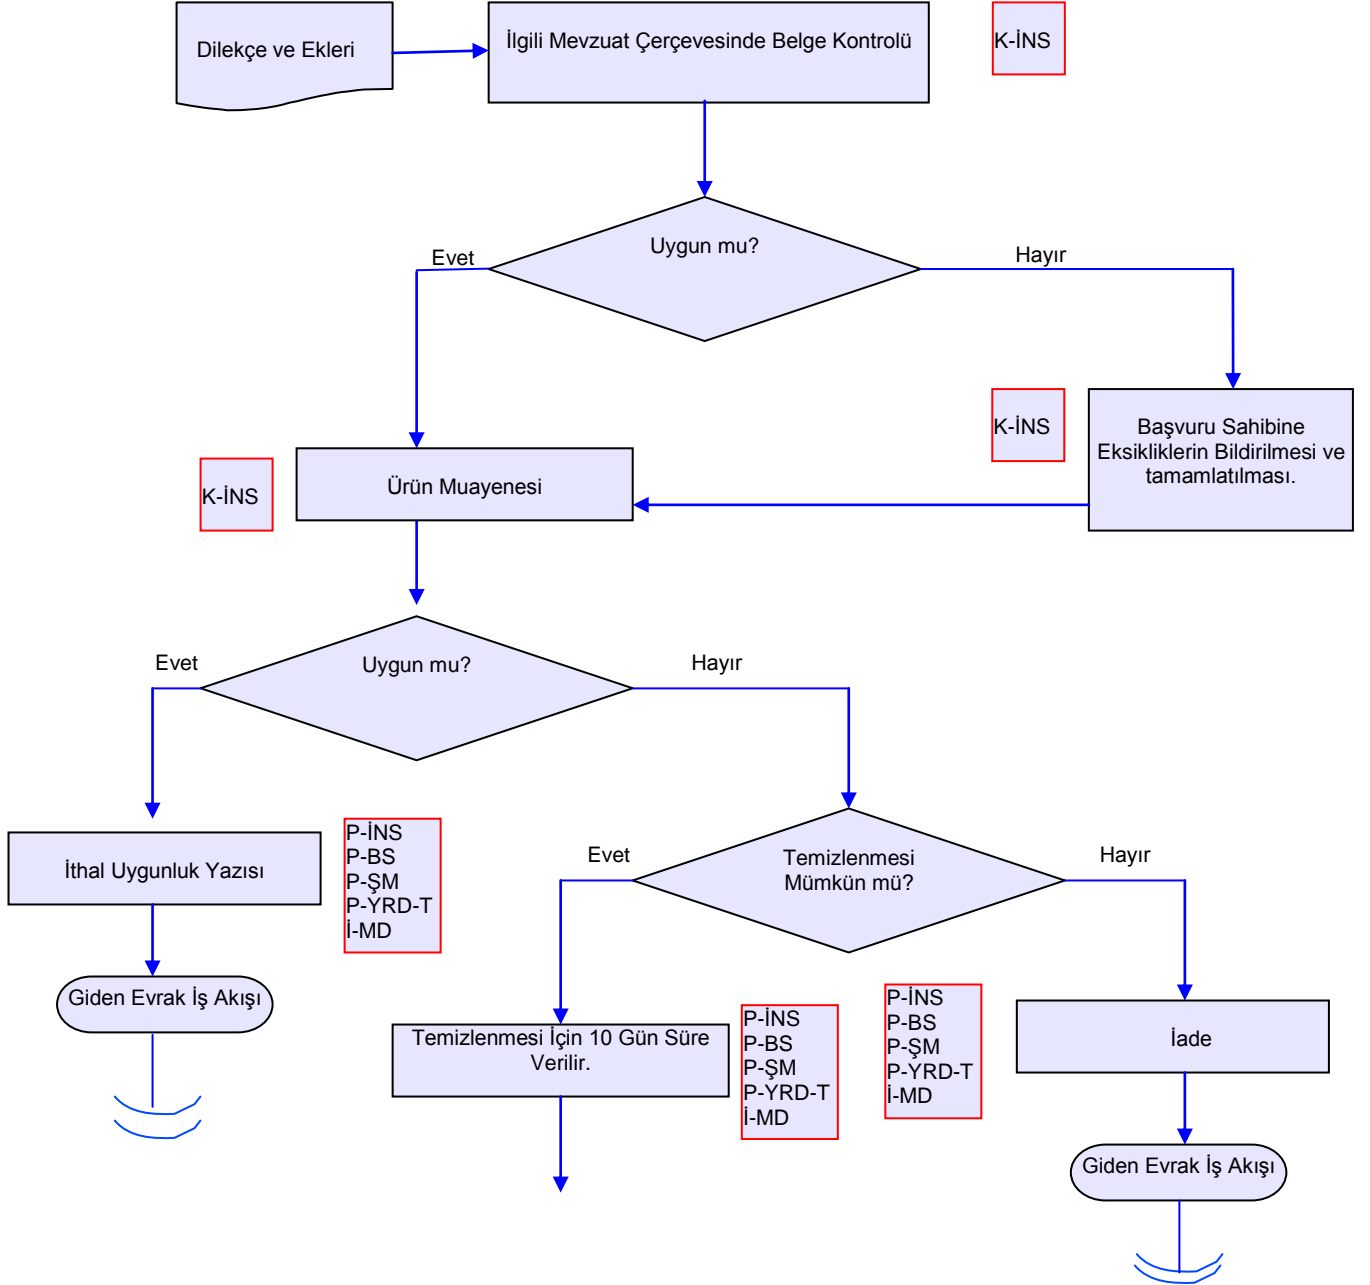 Dilekçe ve Ekleri
İlgili Mevzuat Çerçevesinde Belge Kontrolü
K-İNS
Uygun mu?
Evet
Hayır
K-İNS
Başvuru Sahibine
Eksikliklerin Bildirilmesi ve
tamamlatılması.
K-İNS
Ürün Muayenesi
Evet
Uygun mu?
Hayır
İthal Uygunluk Yazısı
P-İNS
P-BS
P-ŞM
P-YRD-T
İ-MD
Evet
Temizlenmesi
Mümkün mü?
Hayır
Giden Evrak İş Akışı
Temizlenmesi İçin 10 Gün Süre
Verilir.
P-İNS
P-BS
P-ŞM
P-YRD-T
İ-MD
P-İNS
P-BS
P-ŞM
P-YRD-T
İ-MD
İade
Giden Evrak İş Akışı